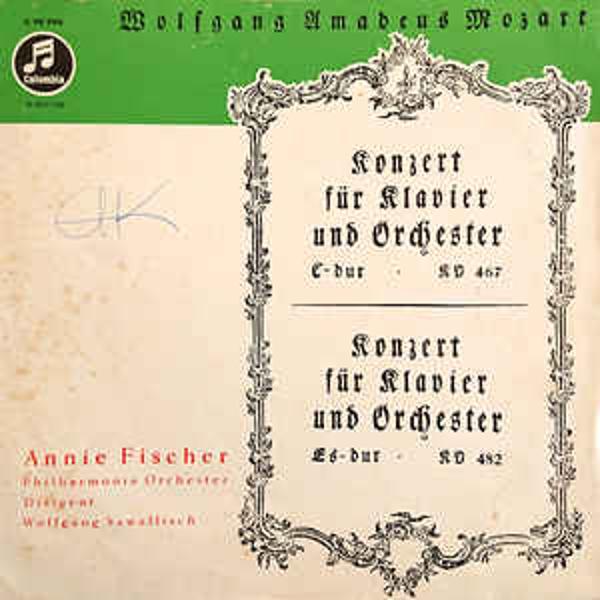 Wolfgang Amadeus Mozart
Columbia
Konzert
für Klavier
und Orchester
C-dur · KV 467
Konzert
für Klavier
und Orchester
Es-dur · KV 482
Annie Fischer
Philharmonia Orchester
Dirigent
Wolfgang Sawallisch